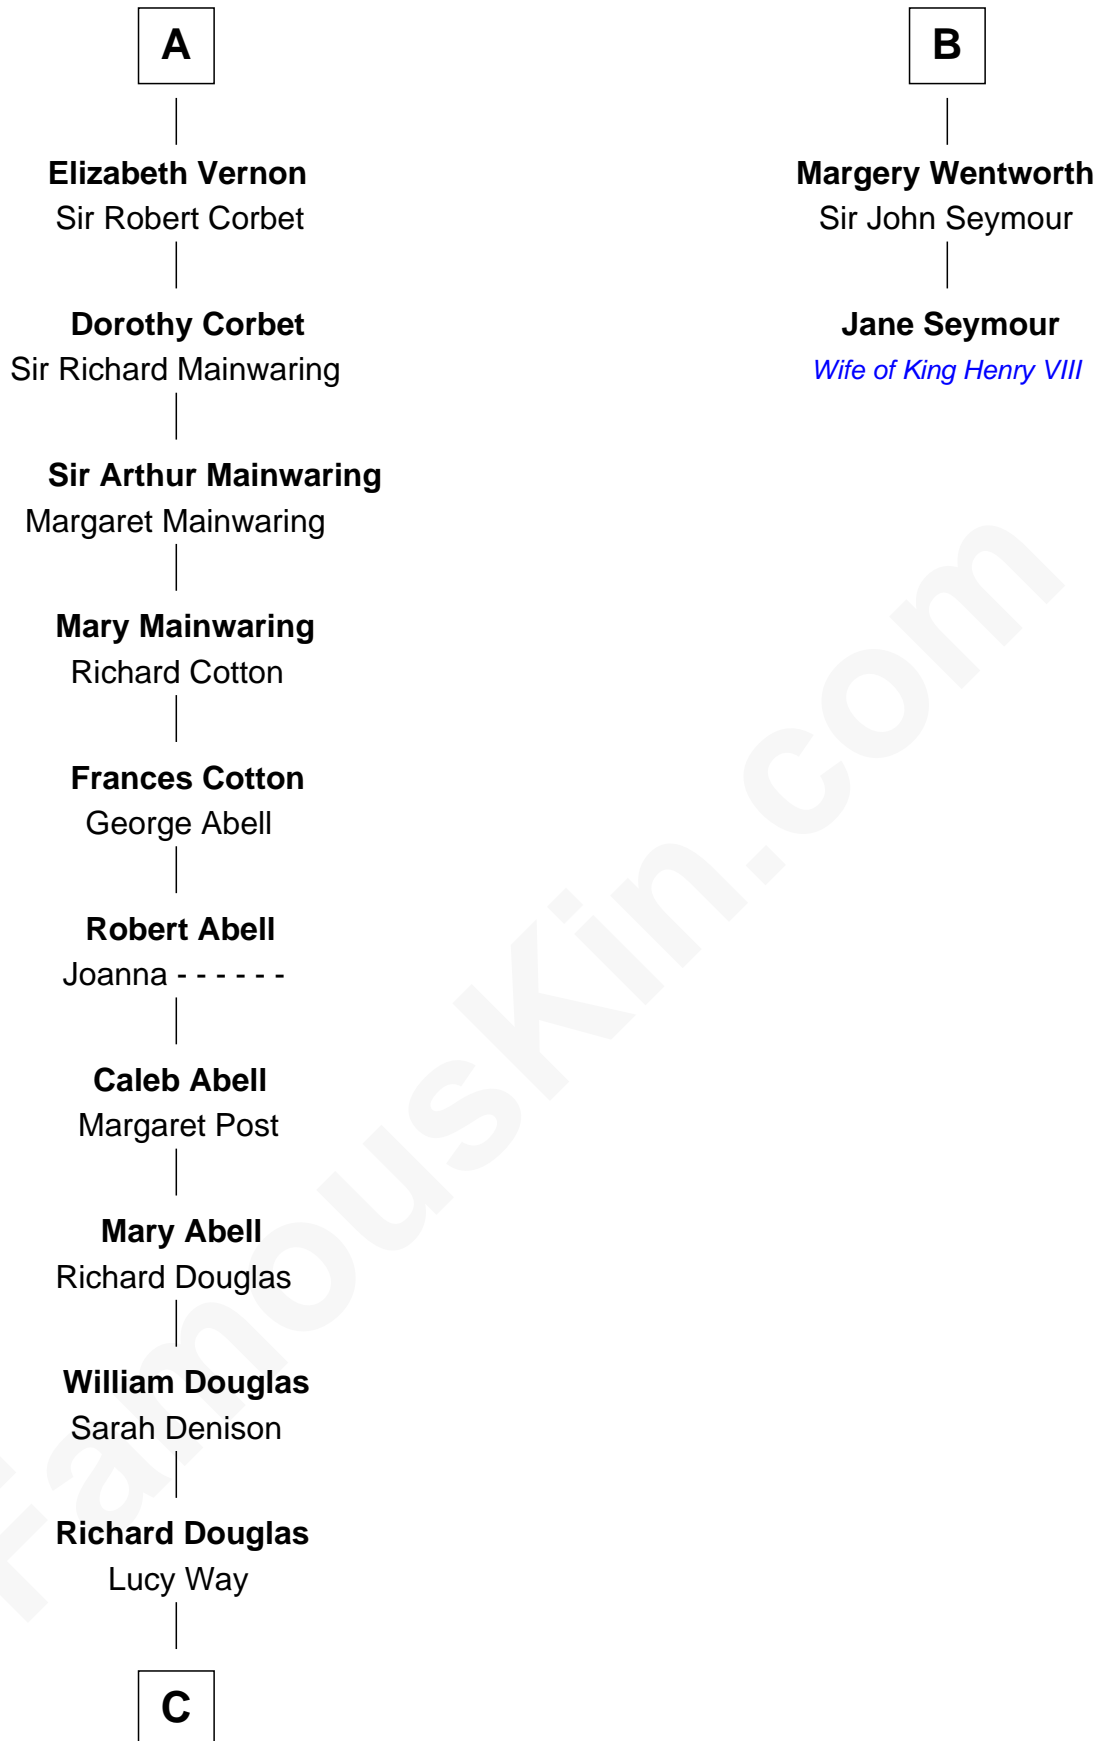 A
Elizabeth Vernon
Sir Robert Corbet
Dorothy Corbet
Sir Richard Mainwaring
Sir Arthur Mainwaring
Margaret Mainwaring
Mary Mainwaring
Richard Cotton
Frances Cotton
George Abell
Robert Abell
Joanna - - - - - -
Caleb Abell
Margaret Post
Mary Abell
Richard Douglas
William Douglas
Sarah Denison
Richard Douglas
Lucy Way
C
B
Margery Wentworth
Sir John Seymour
Jane Seymour
Wife of King Henry VIII
FamousKin.com